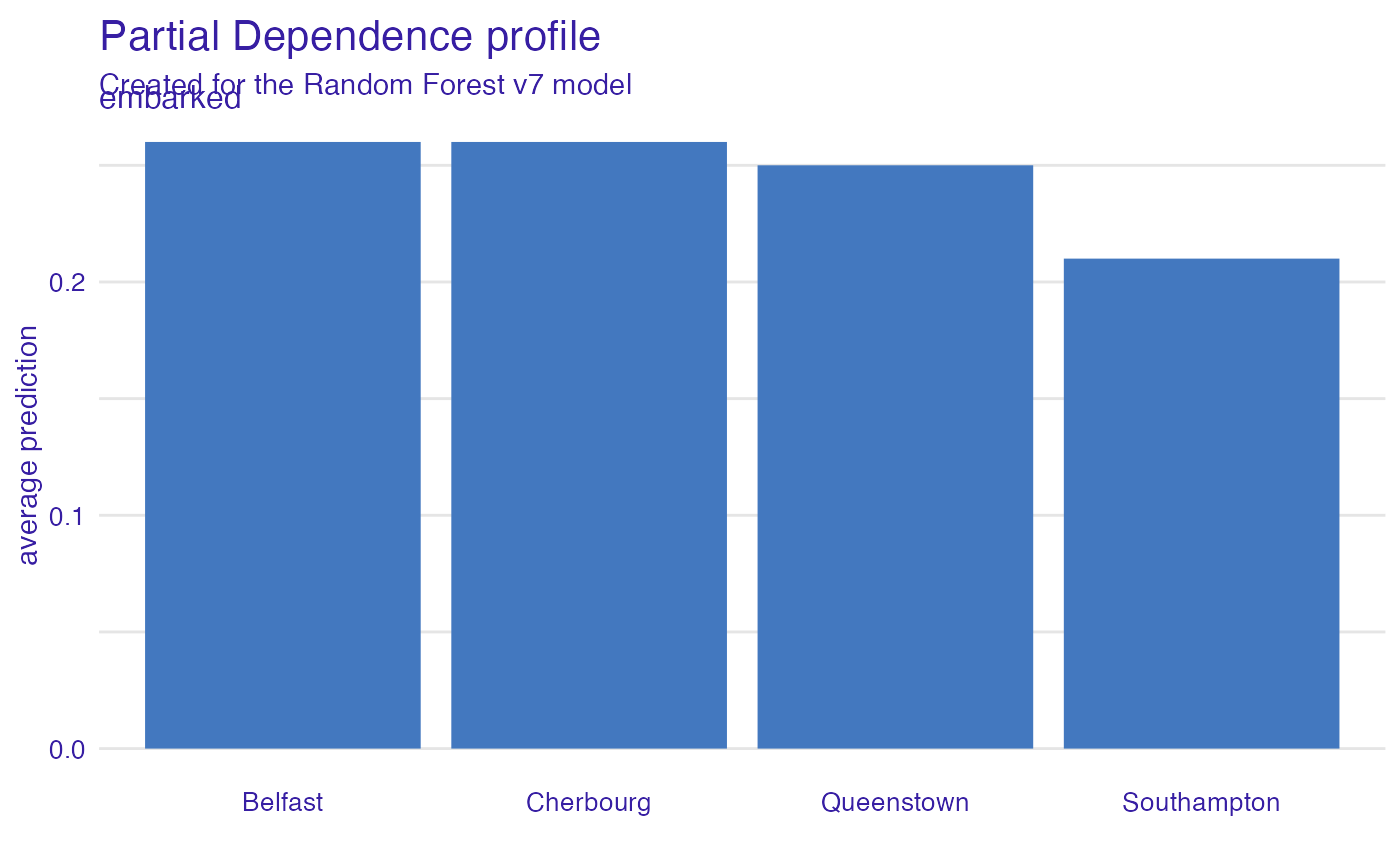 Partial Dependence profile
Created for the Random Forest v7 model
embarked
0.2
0.1
0.0
average prediction
Belfast
Cherbourg
Queenstown
Southampton